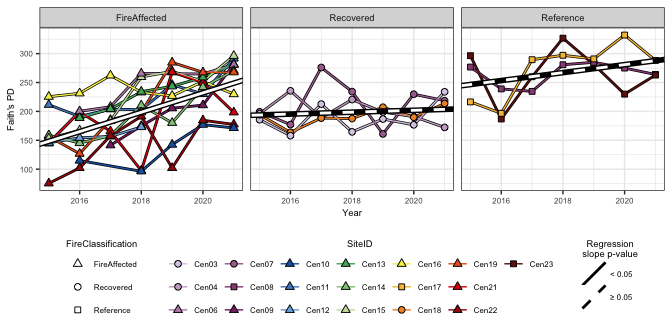 FireAffected Recovered Reference
Faith's PD
300
250
200
150
100
2016 2018 2020 2016 2018 2020 2016 2018 2020
Year
FireClassification
FireAffected
Recovered
Reference
SiteID
Cen03 Cen07 Cen10 Cen13 Cen16 Cen19 Cen23
Cen04 Cen08 Cen11 Cen14 Cen17 Cen21
Cen06 Cen09 Cen12 Cen15 Cen18 Cen22
Regression
slope p-value
< 0.05
≥ 0.05